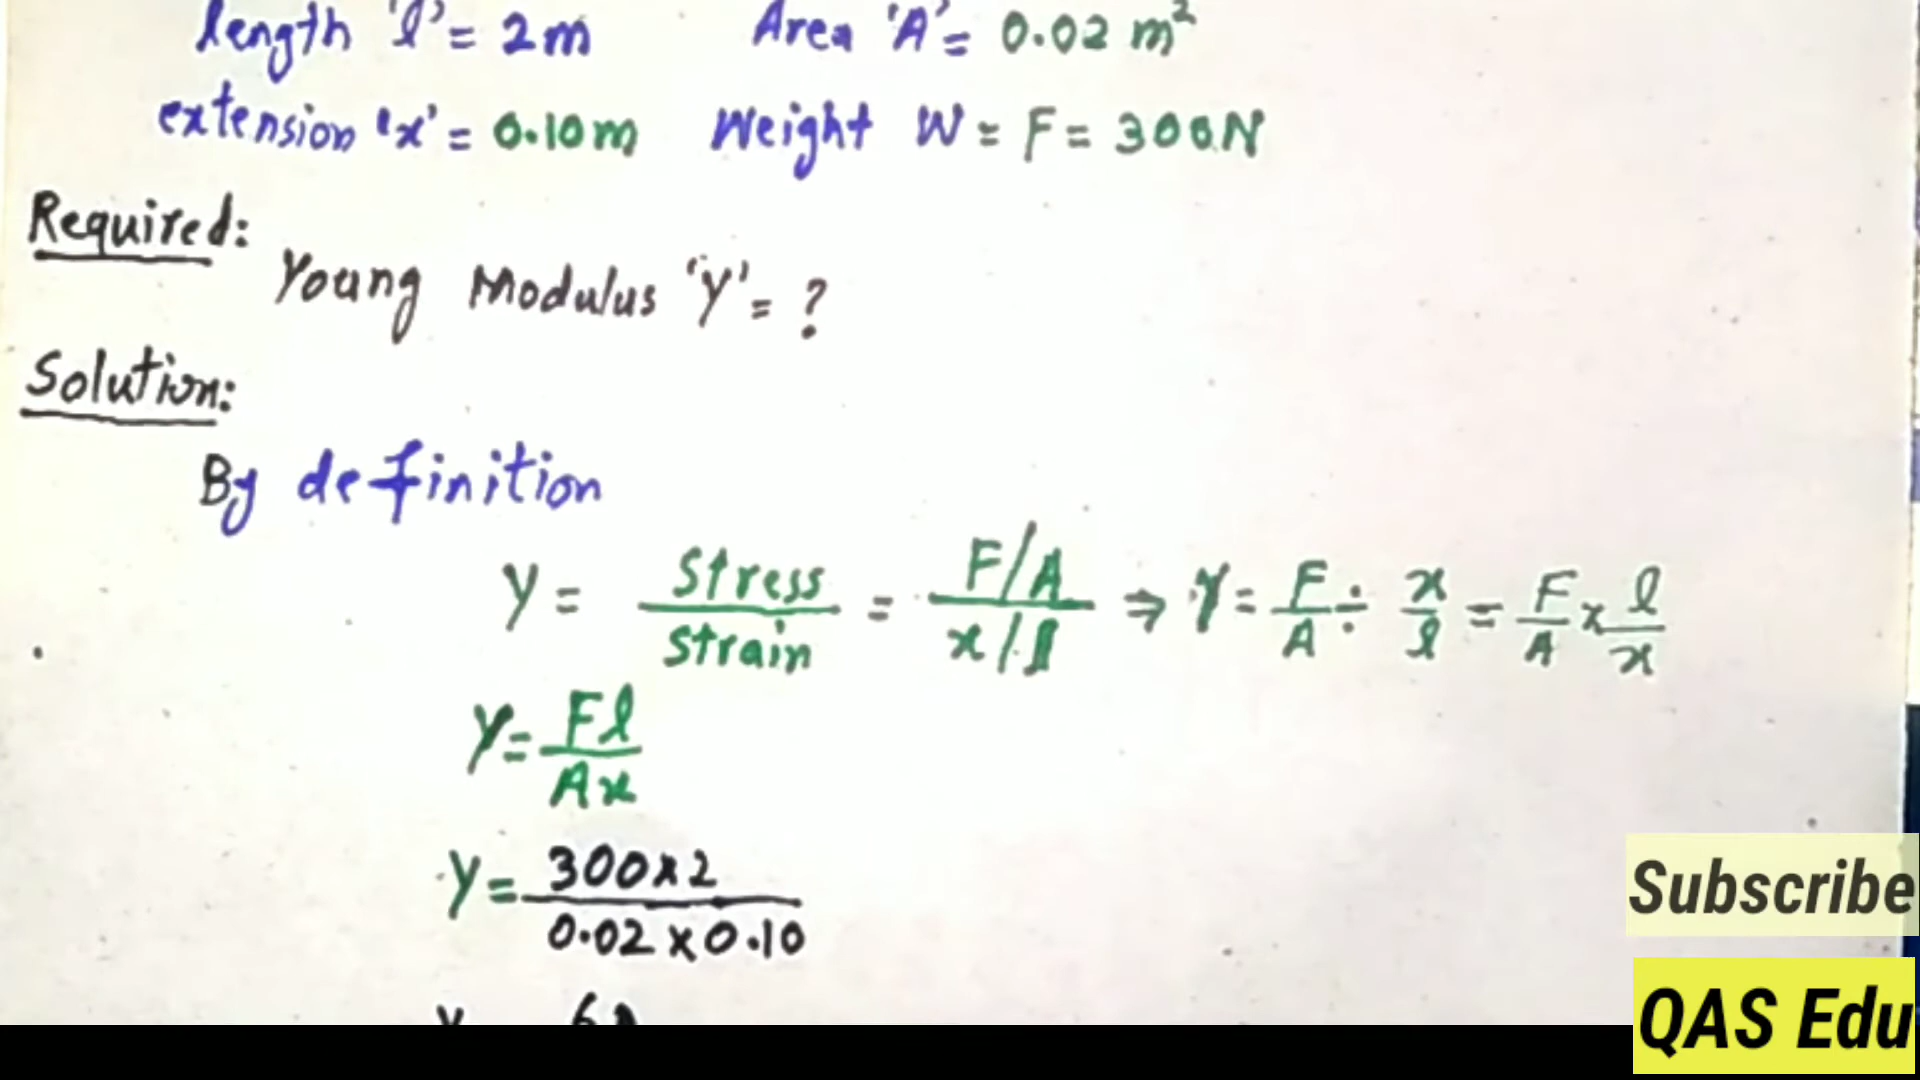 length 'l' = 2m Area 'A' = 0.02 m²
extension 'x' = 0.10m Weight W = F = 300N
Required:
Young Modulus 'Y' = ?
Solution:
By definition
Y = Stress/Strain = F/A / x/l ⇒ Y = F/A ÷ x/l = F/A × l/x
Y = Fl/Ax
Y = 300×2/0.02×0.10
Subscribe
QAS Edu